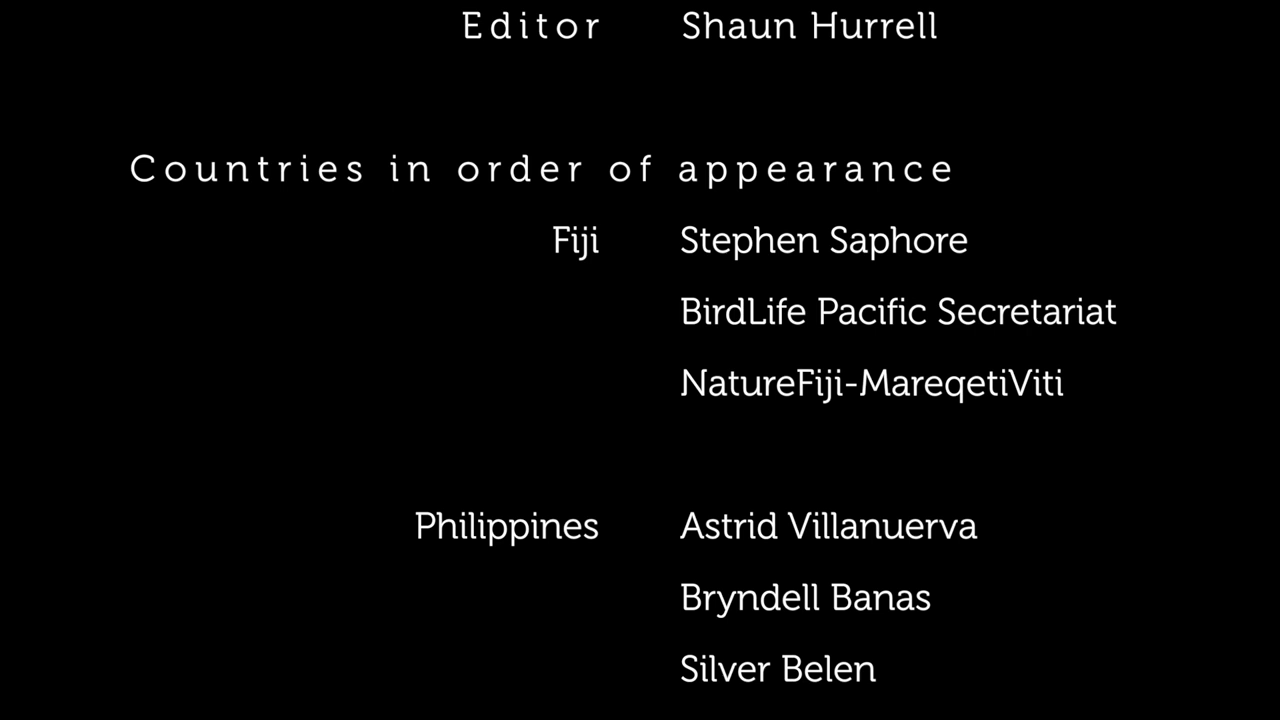 Editor Shaun Hurrell
Countries in order of appearance
Fiji Stephen Saphore
BirdLife Pacific Secretariat
NatureFiji-MareqetiViti
Philippines Astrid Villanuerva
Bryndell Banas
Silver Belen